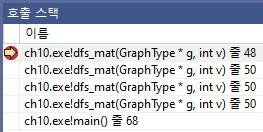 호출 스택
이름
ch10.exe!dfs_mat(GraphType * g, int v) 줄 48
ch10.exe!dfs_mat(GraphType * g, int v) 줄 50
ch10.exe!dfs_mat(GraphType * g, int v) 줄 50
ch10.exe!dfs_mat(GraphType * g, int v) 줄 50
ch10.exe!main() 줄 68